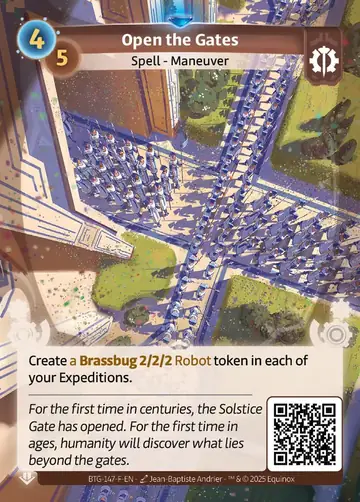 4
Open the Gates
5
Spell - Maneuver
Create a Brassbug 2/2/2 Robot token in each of
your Expeditions.
For the first time in centuries, the Solstice
Gate has opened. For the first time in
ages, humanity will discover what lies
beyond the gates.
BTG-147-F-EN - Jean-Baptiste Andrier - ™ & © 2025 Equinox